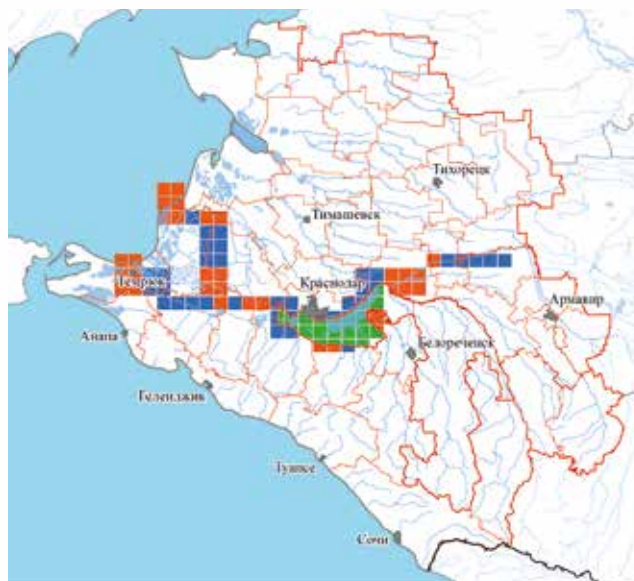 Тихорецк
Тимашевск
Темрюк
Краснодар
Армавир
Анапа
Белореченск
Геленджик
Туапсе
Сочи